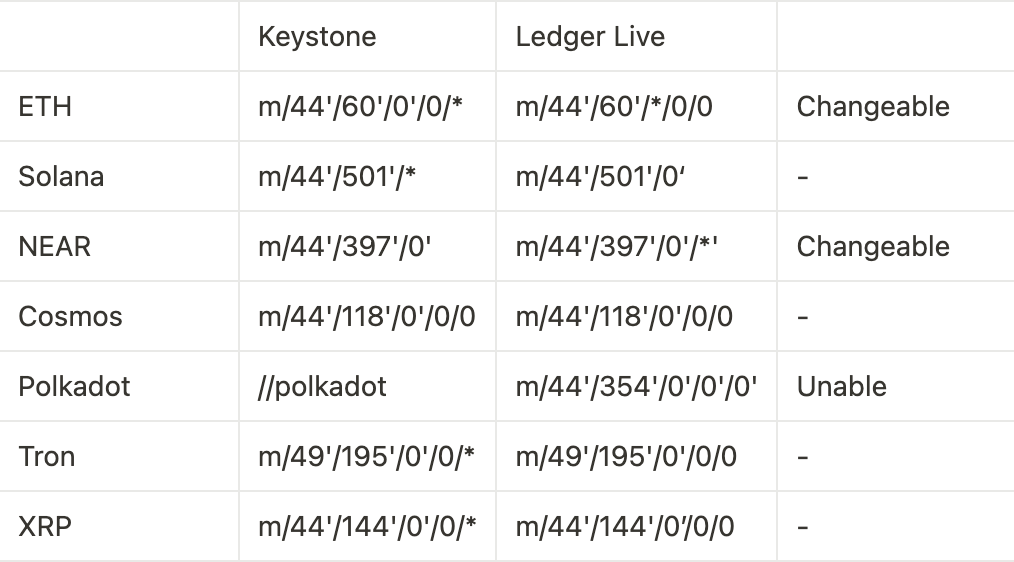 Keystone Ledger Live
ETH m/44'/60'/0'/0/* m/44'/60'/*/0/0 Changeable
Solana m/44'/501'/* m/44'/501'/0‘ -
NEAR m/44'/397'/0' m/44'/397'/0'/*' Changeable
Cosmos m/44'/118'/0'/0/0 m/44'/118'/0'/0/0 -
Polkadot //polkadot m/44'/354'/0'/0'/0' Unable
Tron m/49'/195'/0'/0/* m/49'/195'/0'/0/0 -
XRP m/44'/144'/0'/0/* m/44'/144'/0’/0/0 -